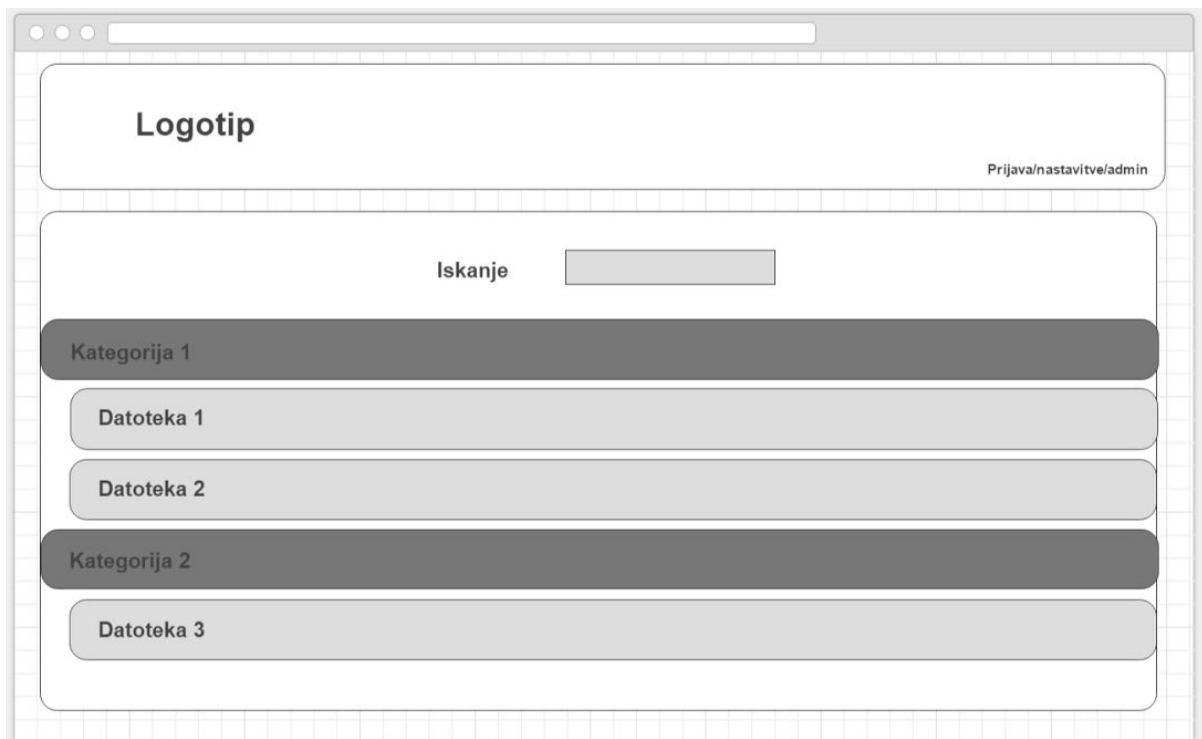 Logotip
Prijava/nastavitve/admin
Iskanje
Kategorija 1
Datoteka 1
Datoteka 2
Kategorija 2
Datoteka 3